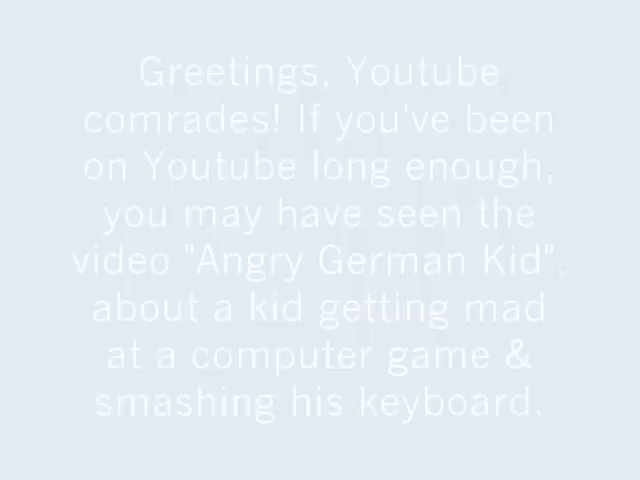 Greetings, Youtube
comrades! If you've been
on Youtube long enough,
you may have seen the
video "Angry German Kid",
about a kid getting mad
at a computer game &
smashing his keyboard.